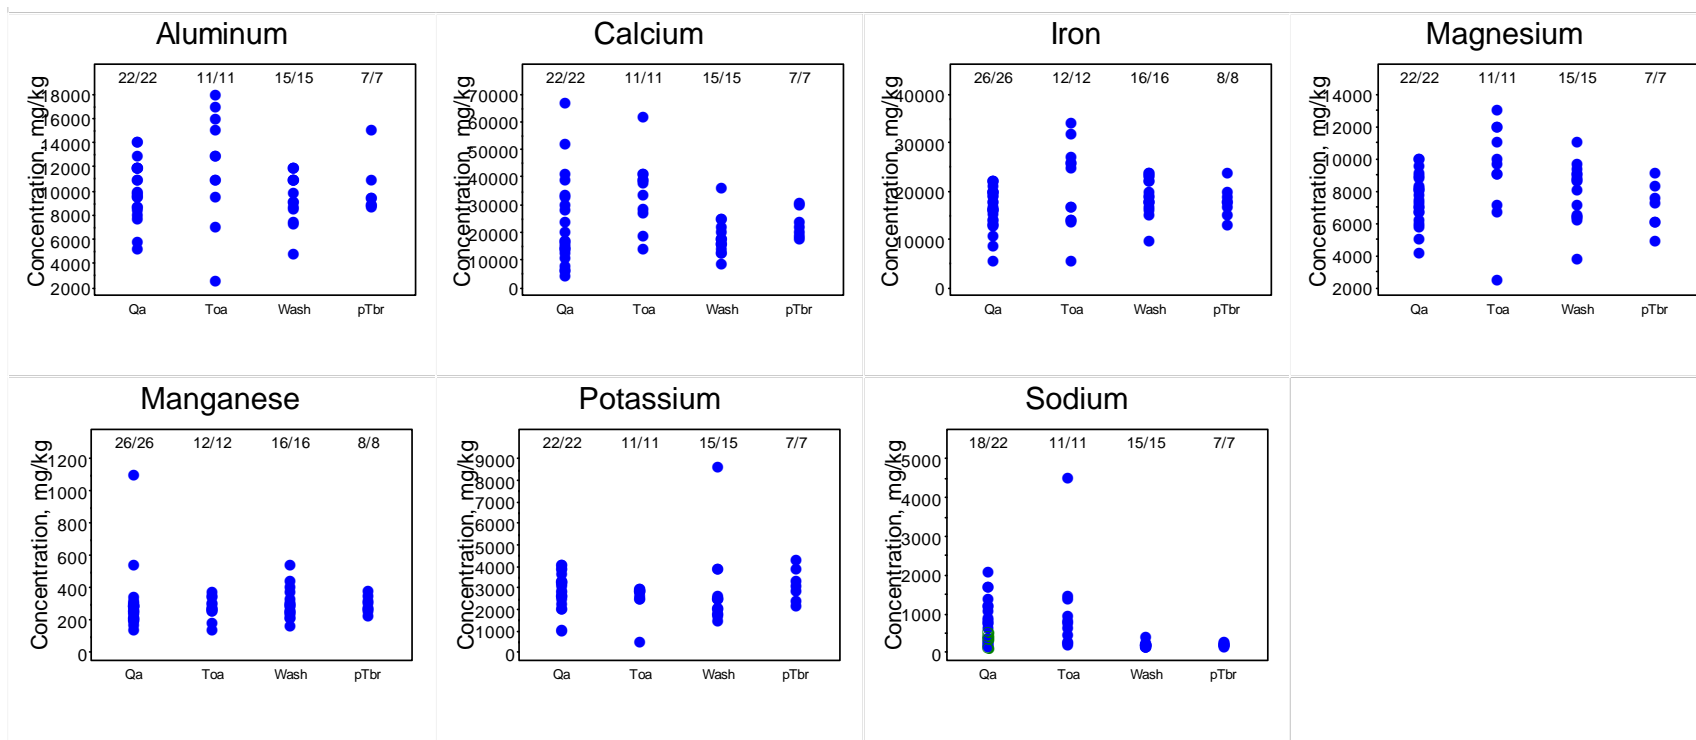 Aluminum
Concentration, mg/kg
22/22 11/11 15/15 7/7
18000
16000
14000
12000
10000
8000
6000
4000
2000
Qa Toa Wash pTbr
Calcium
Concentration, mg/kg
22/22 11/11 15/15 7/7
70000
60000
50000
40000
30000
20000
10000
0
Qa Toa Wash pTbr
Iron
Concentration, mg/kg
26/26 12/12 16/16 8/8
40000
30000
20000
10000
0
Qa Toa Wash pTbr
Magnesium
Concentration, mg/kg
22/22 11/11 15/15 7/7
14000
12000
10000
8000
6000
4000
2000
Qa Toa Wash pTbr
Manganese
Concentration, mg/kg
26/26 12/12 16/16 8/8
1200
1000
800
600
400
200
0
Qa Toa Wash pTbr
Potassium
Concentration, mg/kg
22/22 11/11 15/15 7/7
9000
8000
7000
6000
5000
4000
3000
2000
1000
0
Qa Toa Wash pTbr
Sodium
Concentration, mg/kg
18/22 11/11 15/15 7/7
5000
4000
3000
2000
1000
0
Qa Toa Wash pTbr